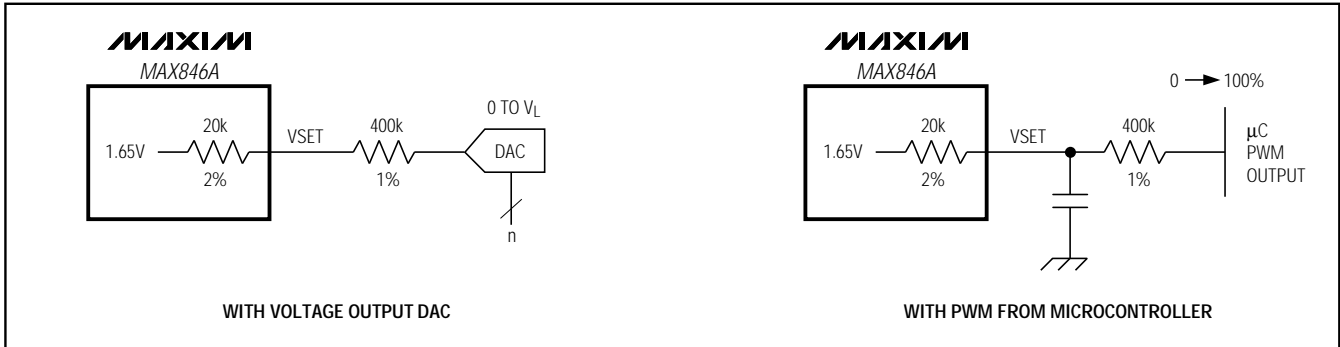 MAXIM
MAX846A
1.65V
20k
2%
VSET
400k
1%
0 TO VL
DAC
n
WITH VOLTAGE OUTPUT DAC
MAXIM
MAX846A
1.65V
20k
2%
VSET
400k
1%
0 → 100%
µC
PWM
OUTPUT
WITH PWM FROM MICROCONTROLLER